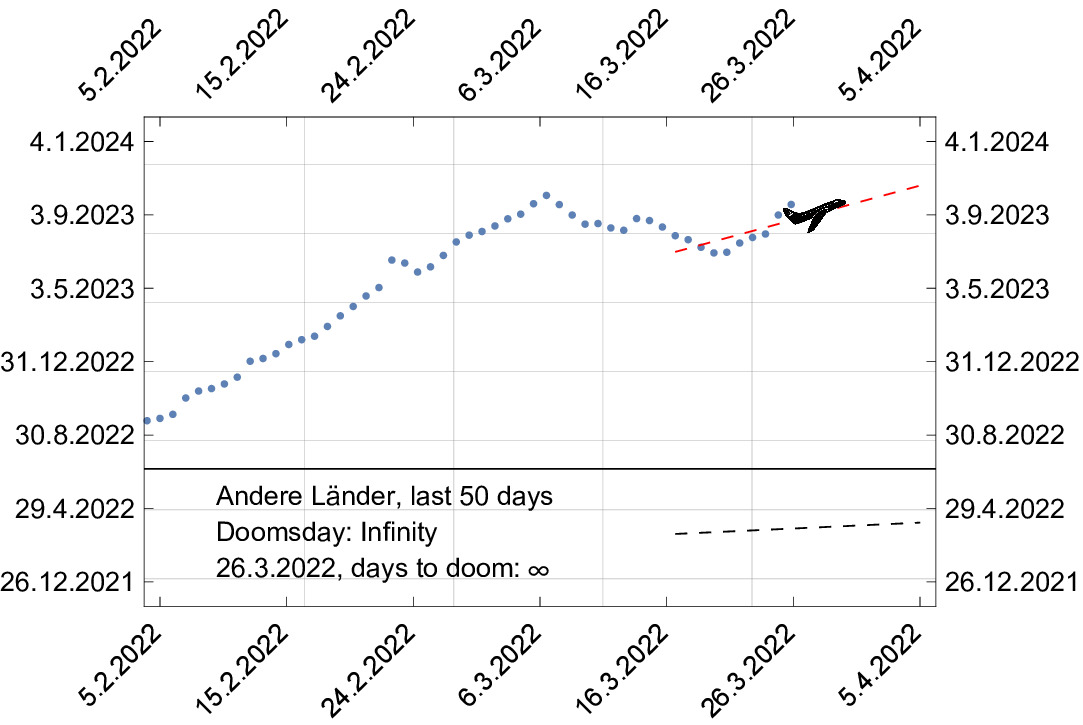 5.2.2022 15.2.2022 24.2.2022 6.3.2022 16.3.2022 26.3.2022 5.4.2022
4.1.2024 4.1.2024
3.9.2023 3.9.2023
3.5.2023 3.5.2023
31.12.2022 31.12.2022
30.8.2022 30.8.2022
Andere Länder, last 50 days
29.4.2022 29.4.2022
Doomsday: Infinity
26.3.2022, days to doom: ∞
26.12.2021 26.12.2021
5.2.2022 15.2.2022 24.2.2022 6.3.2022 16.3.2022 26.3.2022 5.4.2022